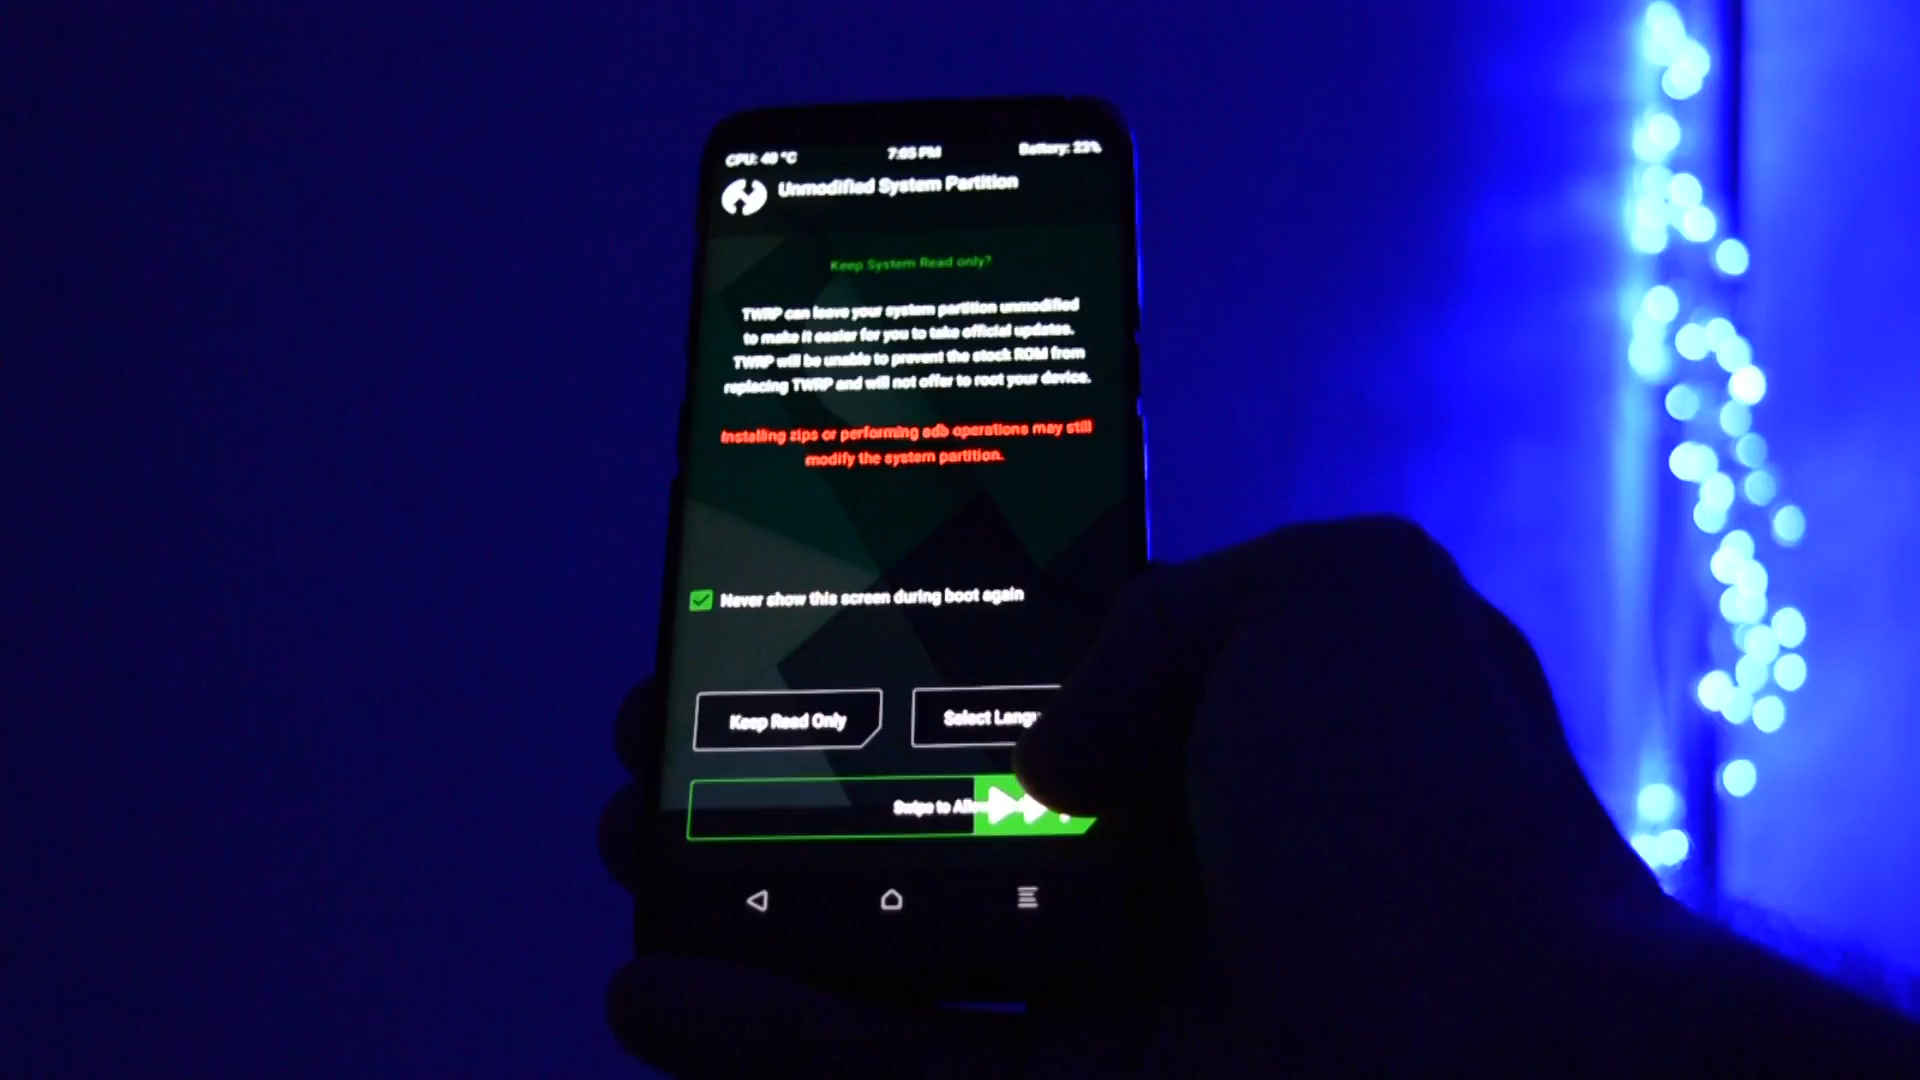 CPU: 40 °C 7:05 PM Battery: 23%
Unmodified System Partition
Keep System Read only?
TWRP can leave your system partition unmodified
to make it easier for you to take official updates.
TWRP will be unable to prevent the stock ROM from
replacing TWRP and will not offer to root your device.
Installing zips or performing adb operations may still
modify the system partition.
Never show this screen during boot again
Keep Read Only
Select
Swipe to